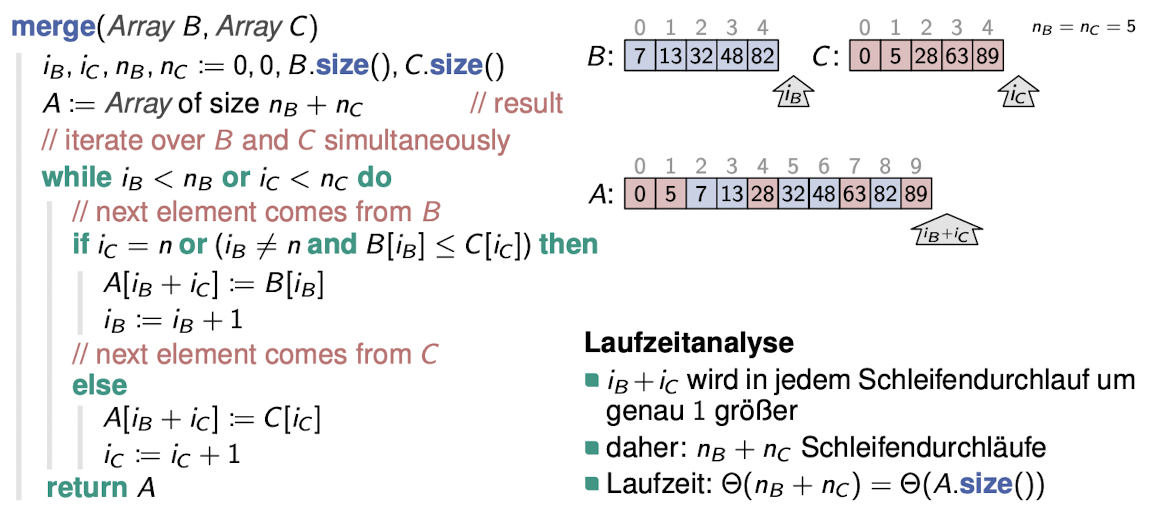 merge(Array B, Array C)
i_B, i_C, n_B, n_C := 0, 0, B.size(), C.size()
A := Array of size n_B + n_C // result
// iterate over B and C simultaneously
while i_B < n_B or i_C < n_C do
// next element comes from B
if i_C = n or (i_B ≠ n and B[i_B] ≤ C[i_C]) then
A[i_B + i_C] := B[i_B]
i_B := i_B + 1
// next element comes from C
else
A[i_B + i_C] := C[i_C]
i_C := i_C + 1
return A
0 1 2 3 4
B: 7 13 32 48 82
i_B
0 1 2 3 4
C: 0 5 28 63 89
i_C
n_B = n_C = 5
0 1 2 3 4 5 6 7 8 9
A: 0 5 7 13 28 32 48 63 82 89
i_B+i_C
Laufzeitanalyse
i_B + i_C wird in jedem Schleifendurchlauf um
genau 1 größer
daher: n_B + n_C Schleifendurchläufe
Laufzeit: Θ(n_B + n_C) = Θ(A.size())